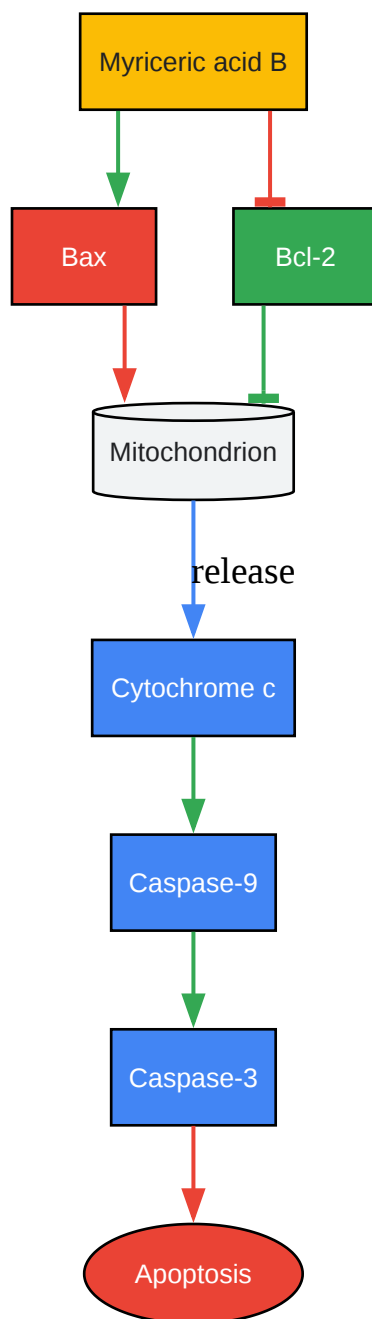 Myriceric acid B
Bax
Bcl-2
Mitochondrion
release
Cytochrome c
Caspase-9
Caspase-3
Apoptosis